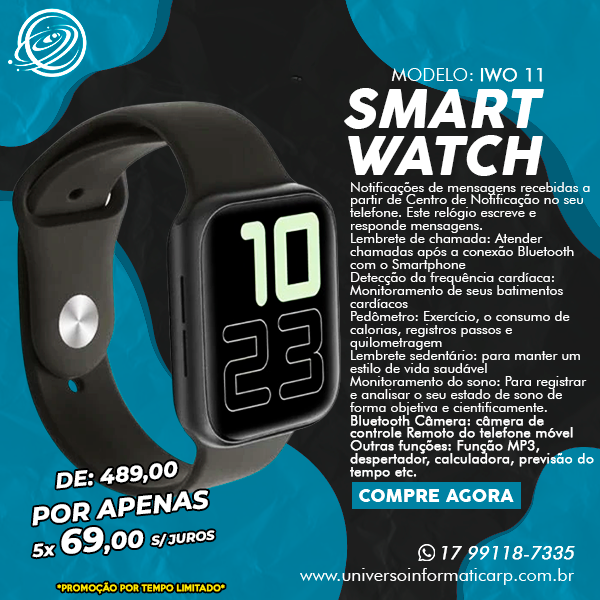 MODELO: IWO 11
SMART
WATCH
Notificações de mensagens recebidas a
partir de Centro de Notificação no seu
telefone. Este relógio escreve e
responde mensagens.
Lembrete de chamada: Atender
chamadas após a conexão Bluetooth
com o Smartphone
Detecção da frequência cardíaca:
Monitoramento de seus batimentos
cardíacos
Pedômetro: Exercício, o consumo de
calorias, registros passos e
quilometragem
Lembrete sedentário: para manter um
estilo de vida saudável
Monitoramento do sono: Para registrar
e analisar o seu estado de sono de
forma objetiva e cientificamente.
Bluetooth Câmera: câmera de
controle Remoto do telefone móvel
Outras funções: Função MP3,
despertador, calculadora, previsão do
tempo etc.
COMPRE AGORA
10
23
DE: 489,00
POR APENAS
5x 69,00 S/JUROS
*PROMOÇÃO POR TEMPO LIMITADO*
17 99118-7335
www.universoinformaticarp.com.br